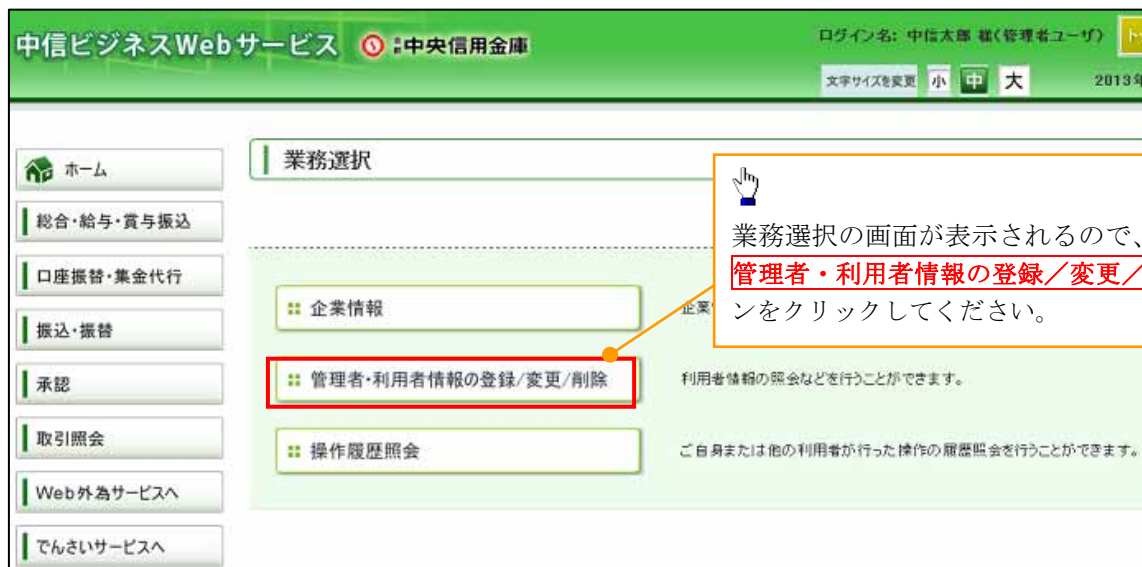 中信ビジネスWebサービス 中央信用金庫
ログイン名: 中信太郎 様(管理者ユーザ)
文字サイズを変更 小 中 大 2013年
ホーム
総合・給与・賞与振込
口座振替・集金代行
振込・振替
承認
取引照会
Web外為サービスへ
でんさいサービスへ
業務選択
業務選択の画面が表示されるので、
管理者・利用者情報の登録／変更／
ンをクリックしてください。
企業情報 企業
管理者・利用者情報の登録/変更/削除 利用者情報の照会などを行うことができます。
操作履歴照会 ご自身または他の利用者が行った操作の履歴照会を行うことができます。